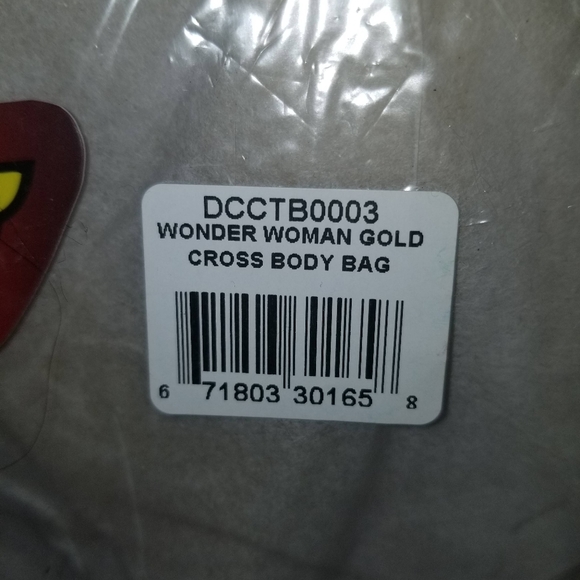 DCCTB0003
WONDER WOMAN GOLD
CROSS BODY BAG
6 71803 30165 8